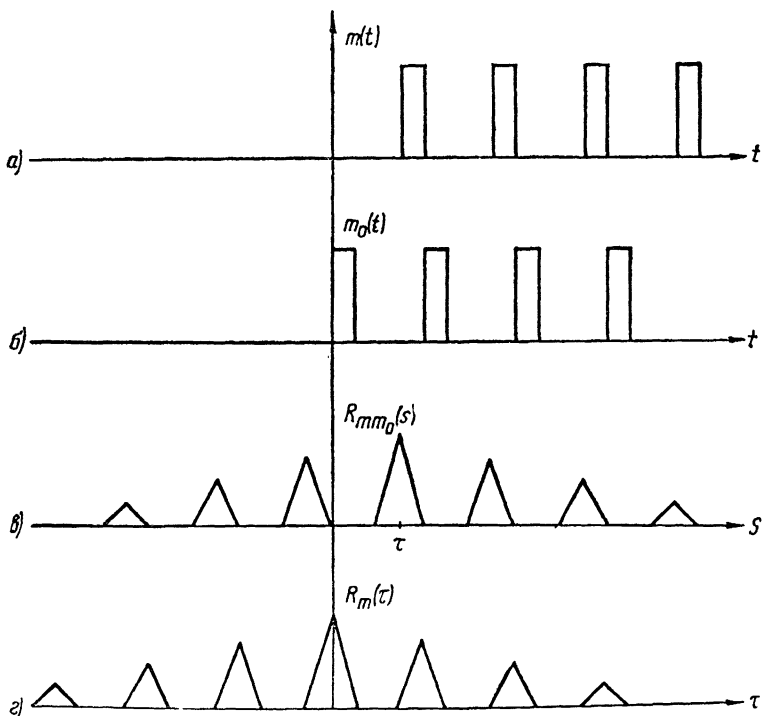 m(t)
а) t
m₀(t)
б) t
Rmm₀(s)
в) τ s
Rm(τ)
г) τ